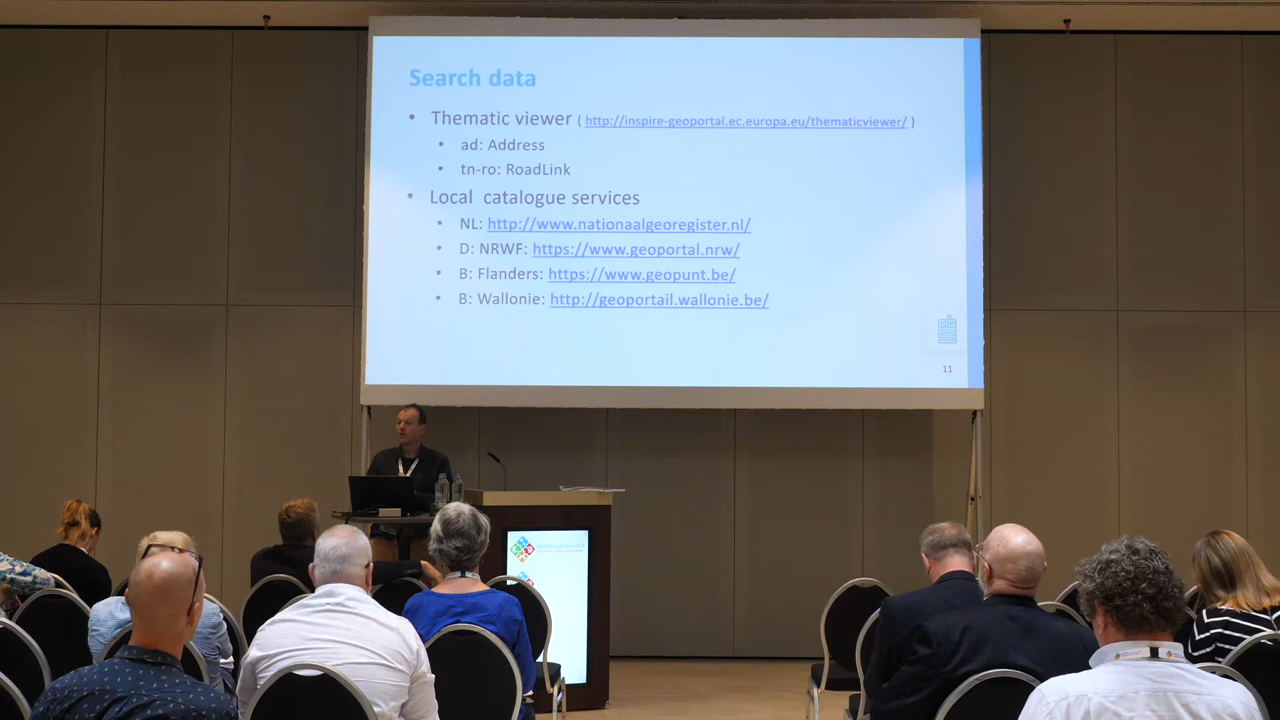 Search data
• Thematic viewer ( http://inspire-geoportal.ec.europa.eu/thematicviewer/ )
• ad: Address
• tn-ro: RoadLink
• Local catalogue services
• NL: http://www.nationaalgeoregister.nl/
• D: NRWF: https://www.geoportal.nrw/
• B: Flanders: https://www.geopunt.be/
• B: Wallonie: http://geoportail.wallonie.be/
11